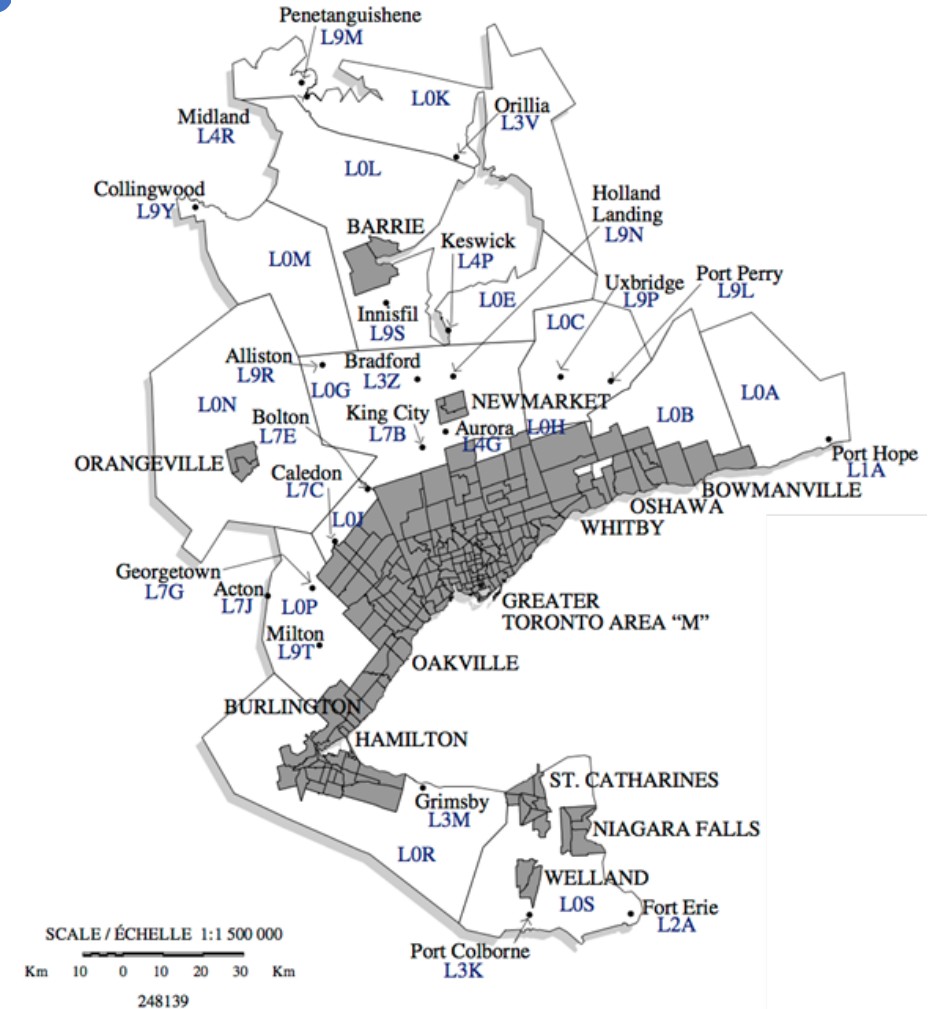 Penetanguishene
L9M
L0K
Orillia
L3V
Midland
L4R
L0L
Collingwood
L9Y
Holland
Landing
L9N
BARRIE
Keswick
L4P
L0M
Uxbridge
L9P
Port Perry
L9L
L0E
Innisfil
L9S
L0C
Alliston
L9R
Bradford
L3Z
L0G
L0N
L0A
NEWMARKET
L0B
Bolton
L7E
King City
L7B
Aurora
L4G
L0H
ORANGEVILLE
Caledon
L7C
Port Hope
L1A
BOWMANVILLE
OSHAWA
WHITBY
L0J
Georgetown
L7G
Acton
L7J
L0P
GREATER
TORONTO AREA “M”
Milton
L9T
OAKVILLE
BURLINGTON
HAMILTON
ST. CATHARINES
Grimsby
L3M
NIAGARA FALLS
L0R
WELLAND
L0S
Fort Erie
L2A
Port Colborne
L3K
SCALE / ÉCHELLE 1:1 500 000
Km 10 0 10 20 30 Km
248139